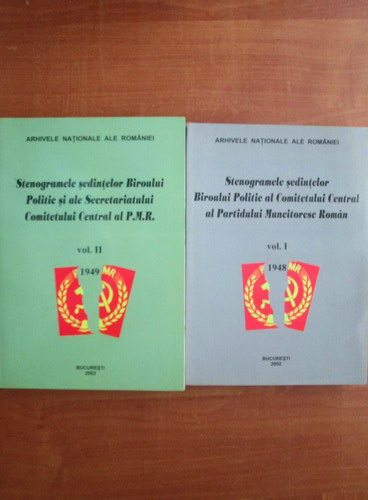 ARHIVELE NAȚIONALE ALE ROMÂNIEI
Stenogramele ședințelor Biroului
Politic și ale Secretariatului
Comitetului Central al P.M.R.
vol. II
1949
BUCUREȘTI
2003
ARHIVELE NAȚIONALE ALE ROMÂNIEI
Stenogramele ședințelor
Biroului Politic al Comitetului Central
al Partidului Muncitoresc Român
vol. I
1948
BUCUREȘTI
2002